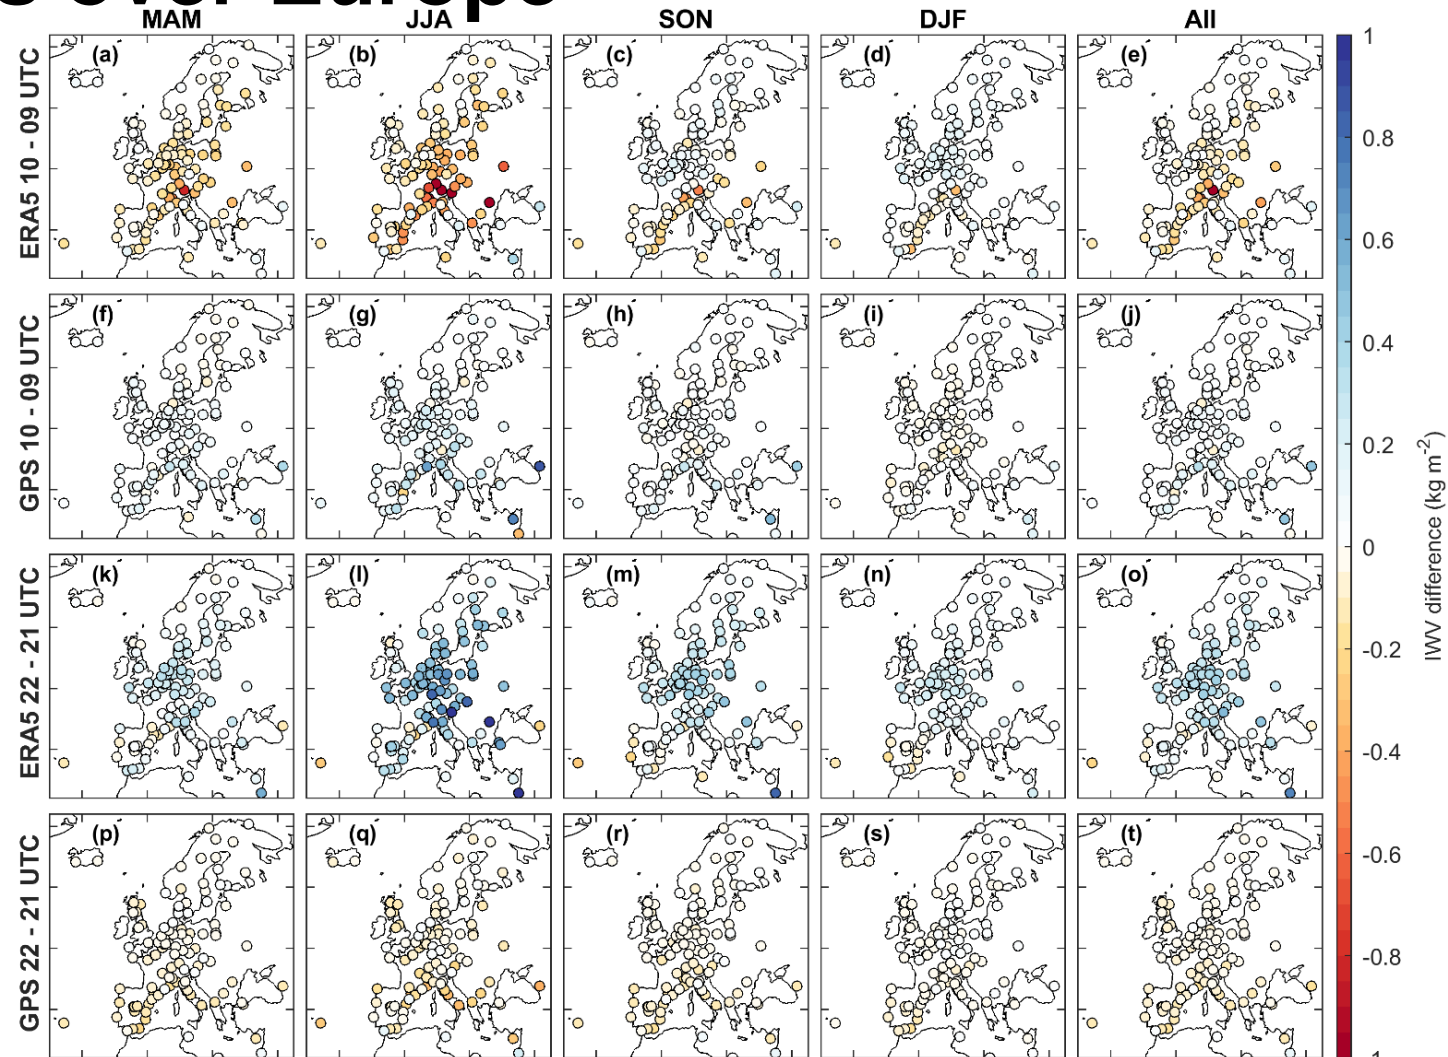 s over Europe
MAM JJA SON DJF All
ERA5 10 - 09 UTC
(a) (b) (c) (d) (e)
GPS 10 - 09 UTC
(f) (g) (h) (i) (j)
ERA5 22 - 21 UTC
(k) (l) (m) (n) (o)
GPS 22 - 21 UTC
(p) (q) (r) (s) (t)
1
0.8
0.6
0.4
0.2
0
-0.2
-0.4
-0.6
-0.8
IWV difference (kg m⁻²)